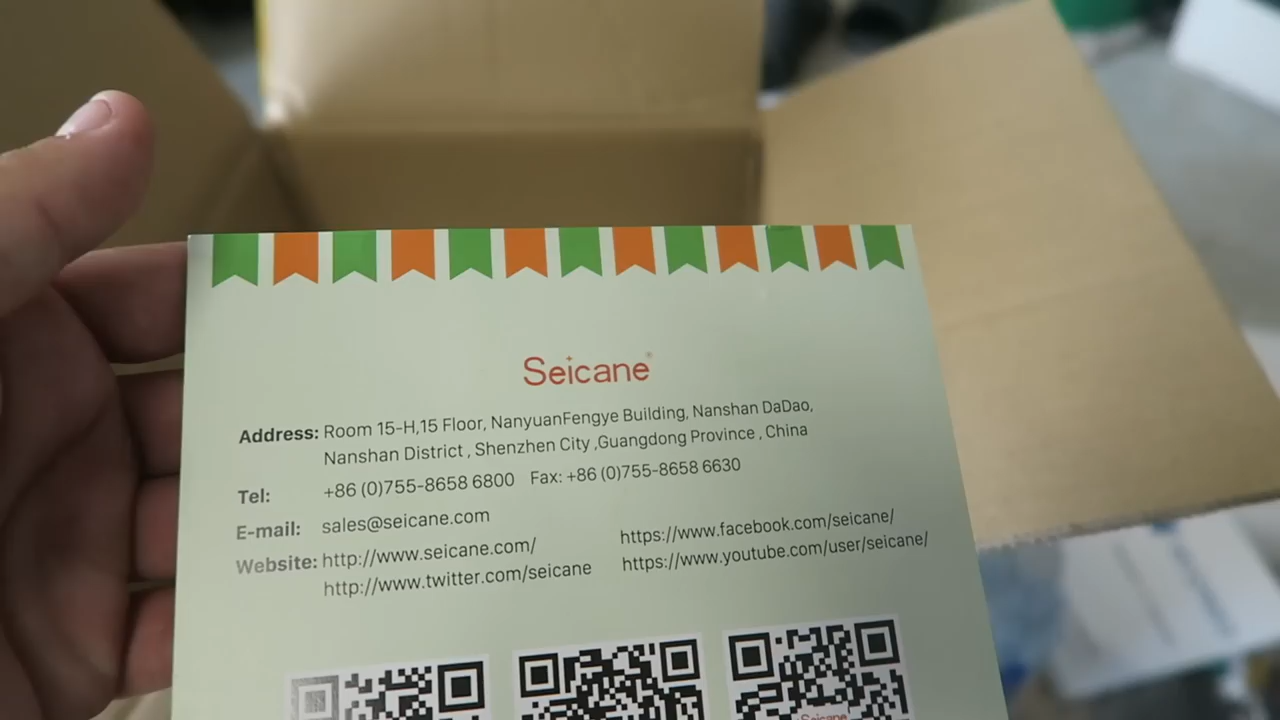 Seicane®
Address: Room 15-H,15 Floor, NanyuanFengye Building, Nanshan DaDao,
Nanshan District , Shenzhen City ,Guangdong Province , China
Tel: +86 (0)755-8658 6800 Fax: +86 (0)755-8658 6630
E-mail: sales@seicane.com
Website: http://www.seicane.com/ https://www.facebook.com/seicane/
http://www.twitter.com/seicane https://www.youtube.com/user/seicane/
Seicane